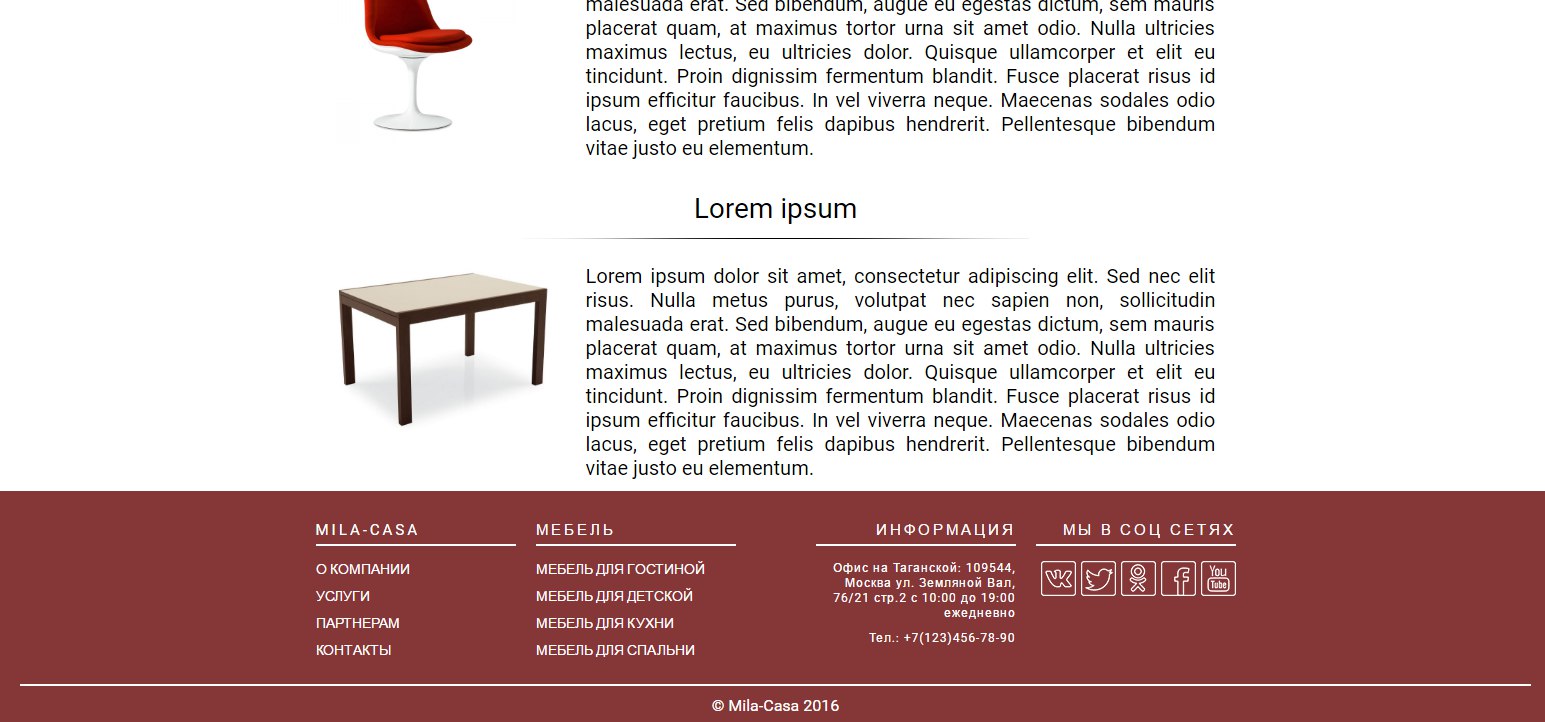 malesuada erat. Sed bibendum, augue eu egestas dictum, sem mauris
placerat quam, at maximus tortor urna sit amet odio. Nulla ultricies
maximus lectus, eu ultricies dolor. Quisque ullamcorper et elit eu
tincidunt. Proin dignissim fermentum blandit. Fusce placerat risus id
ipsum efficitur faucibus. In vel viverra neque. Maecenas sodales odio
lacus, eget pretium felis dapibus hendrerit. Pellentesque bibendum
vitae justo eu elementum.
Lorem ipsum
Lorem ipsum dolor sit amet, consectetur adipiscing elit. Sed nec elit
risus. Nulla metus purus, volutpat nec sapien non, sollicitudin
malesuada erat. Sed bibendum, augue eu egestas dictum, sem mauris
placerat quam, at maximus tortor urna sit amet odio. Nulla ultricies
maximus lectus, eu ultricies dolor. Quisque ullamcorper et elit eu
tincidunt. Proin dignissim fermentum blandit. Fusce placerat risus id
ipsum efficitur faucibus. In vel viverra neque. Maecenas sodales odio
lacus, eget pretium felis dapibus hendrerit. Pellentesque bibendum
vitae justo eu elementum.
MILA-CASA
О КОМПАНИИ
УСЛУГИ
ПАРТНЕРАМ
КОНТАКТЫ
МЕБЕЛЬ
МЕБЕЛЬ ДЛЯ ГОСТИНОЙ
МЕБЕЛЬ ДЛЯ ДЕТСКОЙ
МЕБЕЛЬ ДЛЯ КУХНИ
МЕБЕЛЬ ДЛЯ СПАЛЬНИ
ИНФОРМАЦИЯ
Офис на Таганской: 109544,
Москва ул. Земляной Вал,
76/21 стр.2 с 10:00 до 19:00
ежедневно
Тел.: +7(123)456-78-90
МЫ В СОЦ СЕТЯХ
You
Tube
© Mila-Casa 2016